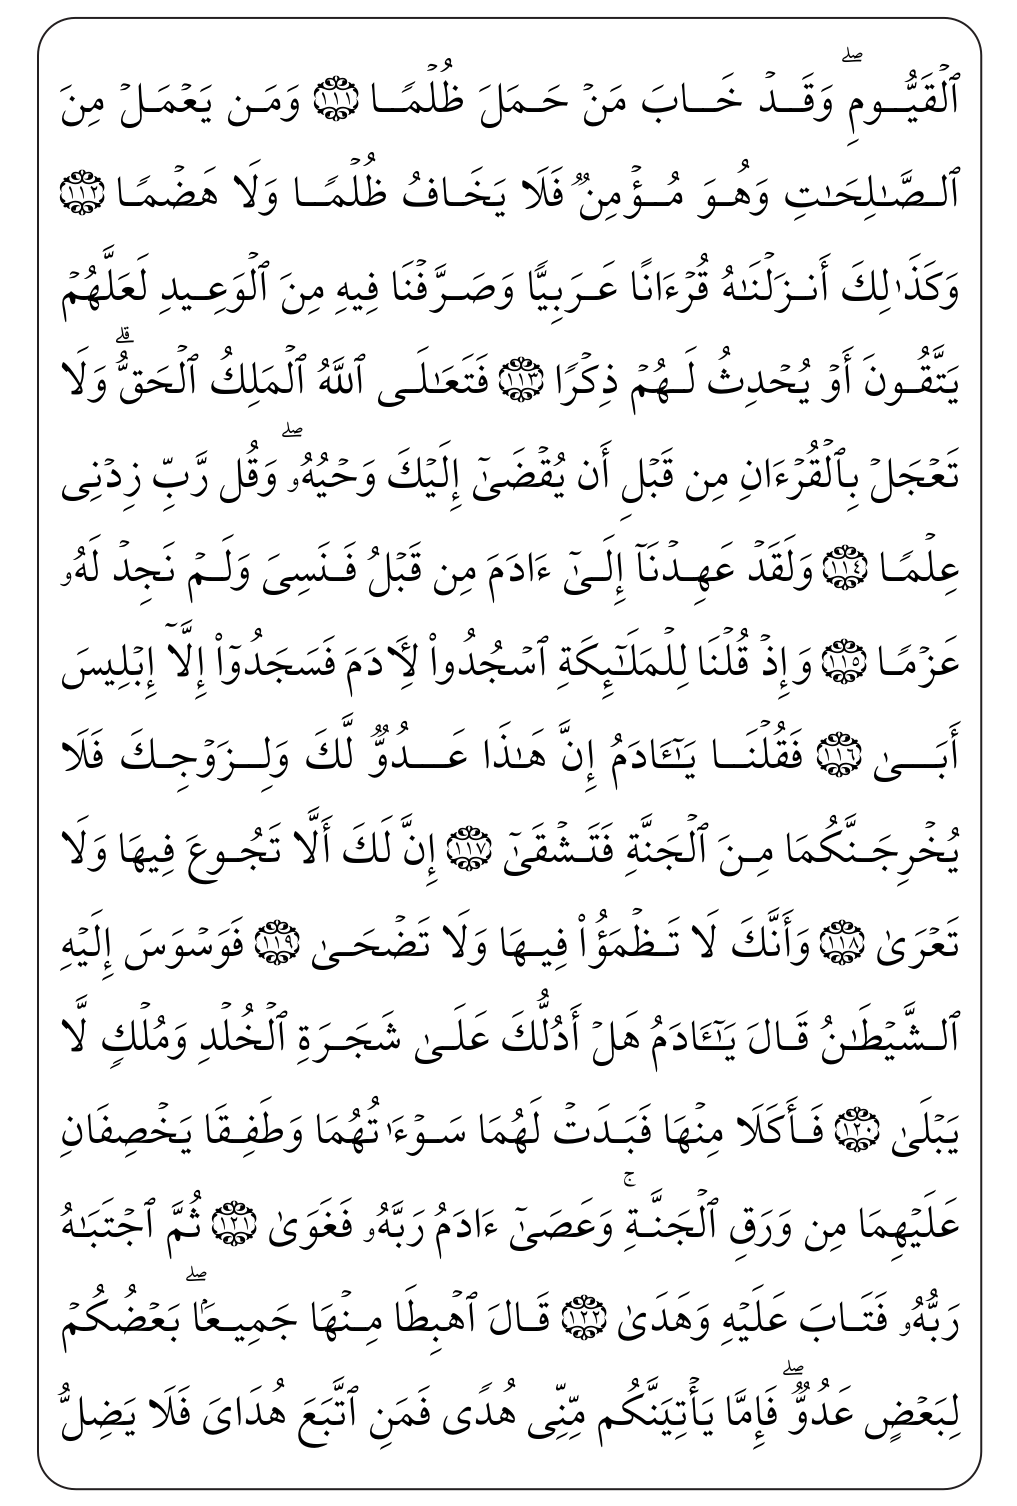 ٱلۡقَيُّومِۖ وَقَدۡ خَابَ مَنۡ حَمَلَ ظُلۡمًا ١١١ وَمَن يَعۡمَلۡ مِنَ
ٱلصَّٰلِحَٰتِ وَهُوَ مُؤۡمِنٞ فَلَا يَخَافُ ظُلۡمًا وَلَا هَضۡمًا ١١٢
وَكَذَٰلِكَ أَنزَلۡنَٰهُ قُرۡءَانًا عَرَبِيًّا وَصَرَّفۡنَا فِيهِ مِنَ ٱلۡوَعِيدِ لَعَلَّهُمۡ
يَتَّقُونَ أَوۡ يُحۡدِثُ لَهُمۡ ذِكۡرًا ١١٣ فَتَعَٰلَى ٱللَّهُ ٱلۡمَلِكُ ٱلۡحَقُّۗ وَلَا
تَعۡجَلۡ بِٱلۡقُرۡءَانِ مِن قَبۡلِ أَن يُقۡضَىٰٓ إِلَيۡكَ وَحۡيُهُۥۖ وَقُل رَّبِّ زِدۡنِي
عِلۡمًا ١١٤ وَلَقَدۡ عَهِدۡنَآ إِلَىٰٓ ءَادَمَ مِن قَبۡلُ فَنَسِيَ وَلَمۡ نَجِدۡ لَهُۥ
عَزۡمًا ١١٥ وَإِذۡ قُلۡنَا لِلۡمَلَٰٓئِكَةِ ٱسۡجُدُواْ لِأٓدَمَ فَسَجَدُوٓاْ إِلَّآ إِبۡلِيسَ
أَبَىٰ ١١٦ فَقُلۡنَا يَٰٓـَٔادَمُ إِنَّ هَٰذَا عَدُوّٞ لَّكَ وَلِزَوۡجِكَ فَلَا
يُخۡرِجَنَّكُمَا مِنَ ٱلۡجَنَّةِ فَتَشۡقَىٰٓ ١١٧ إِنَّ لَكَ أَلَّا تَجُوعَ فِيهَا وَلَا
تَعۡرَىٰ ١١٨ وَأَنَّكَ لَا تَظۡمَؤُاْ فِيهَا وَلَا تَضۡحَىٰ ١١٩ فَوَسۡوَسَ إِلَيۡهِ
ٱلشَّيۡطَٰنُ قَالَ يَٰٓـَٔادَمُ هَلۡ أَدُلُّكَ عَلَىٰ شَجَرَةِ ٱلۡخُلۡدِ وَمُلۡكٖ لَّا
يَبۡلَىٰ ١٢٠ فَأَكَلَا مِنۡهَا فَبَدَتۡ لَهُمَا سَوۡءَٰتُهُمَا وَطَفِقَا يَخۡصِفَانِ
عَلَيۡهِمَا مِن وَرَقِ ٱلۡجَنَّةِۚ وَعَصَىٰٓ ءَادَمُ رَبَّهُۥ فَغَوَىٰ ١٢١ ثُمَّ ٱجۡتَبَٰهُ
رَبُّهُۥ فَتَابَ عَلَيۡهِ وَهَدَىٰ ١٢٢ قَالَ ٱهۡبِطَا مِنۡهَا جَمِيعَۢاۖ بَعۡضُكُمۡ
لِبَعۡضٍ عَدُوّٞۖ فَإِمَّا يَأۡتِيَنَّكُم مِّنِّي هُدٗى فَمَنِ ٱتَّبَعَ هُدَايَ فَلَا يَضِلُّ